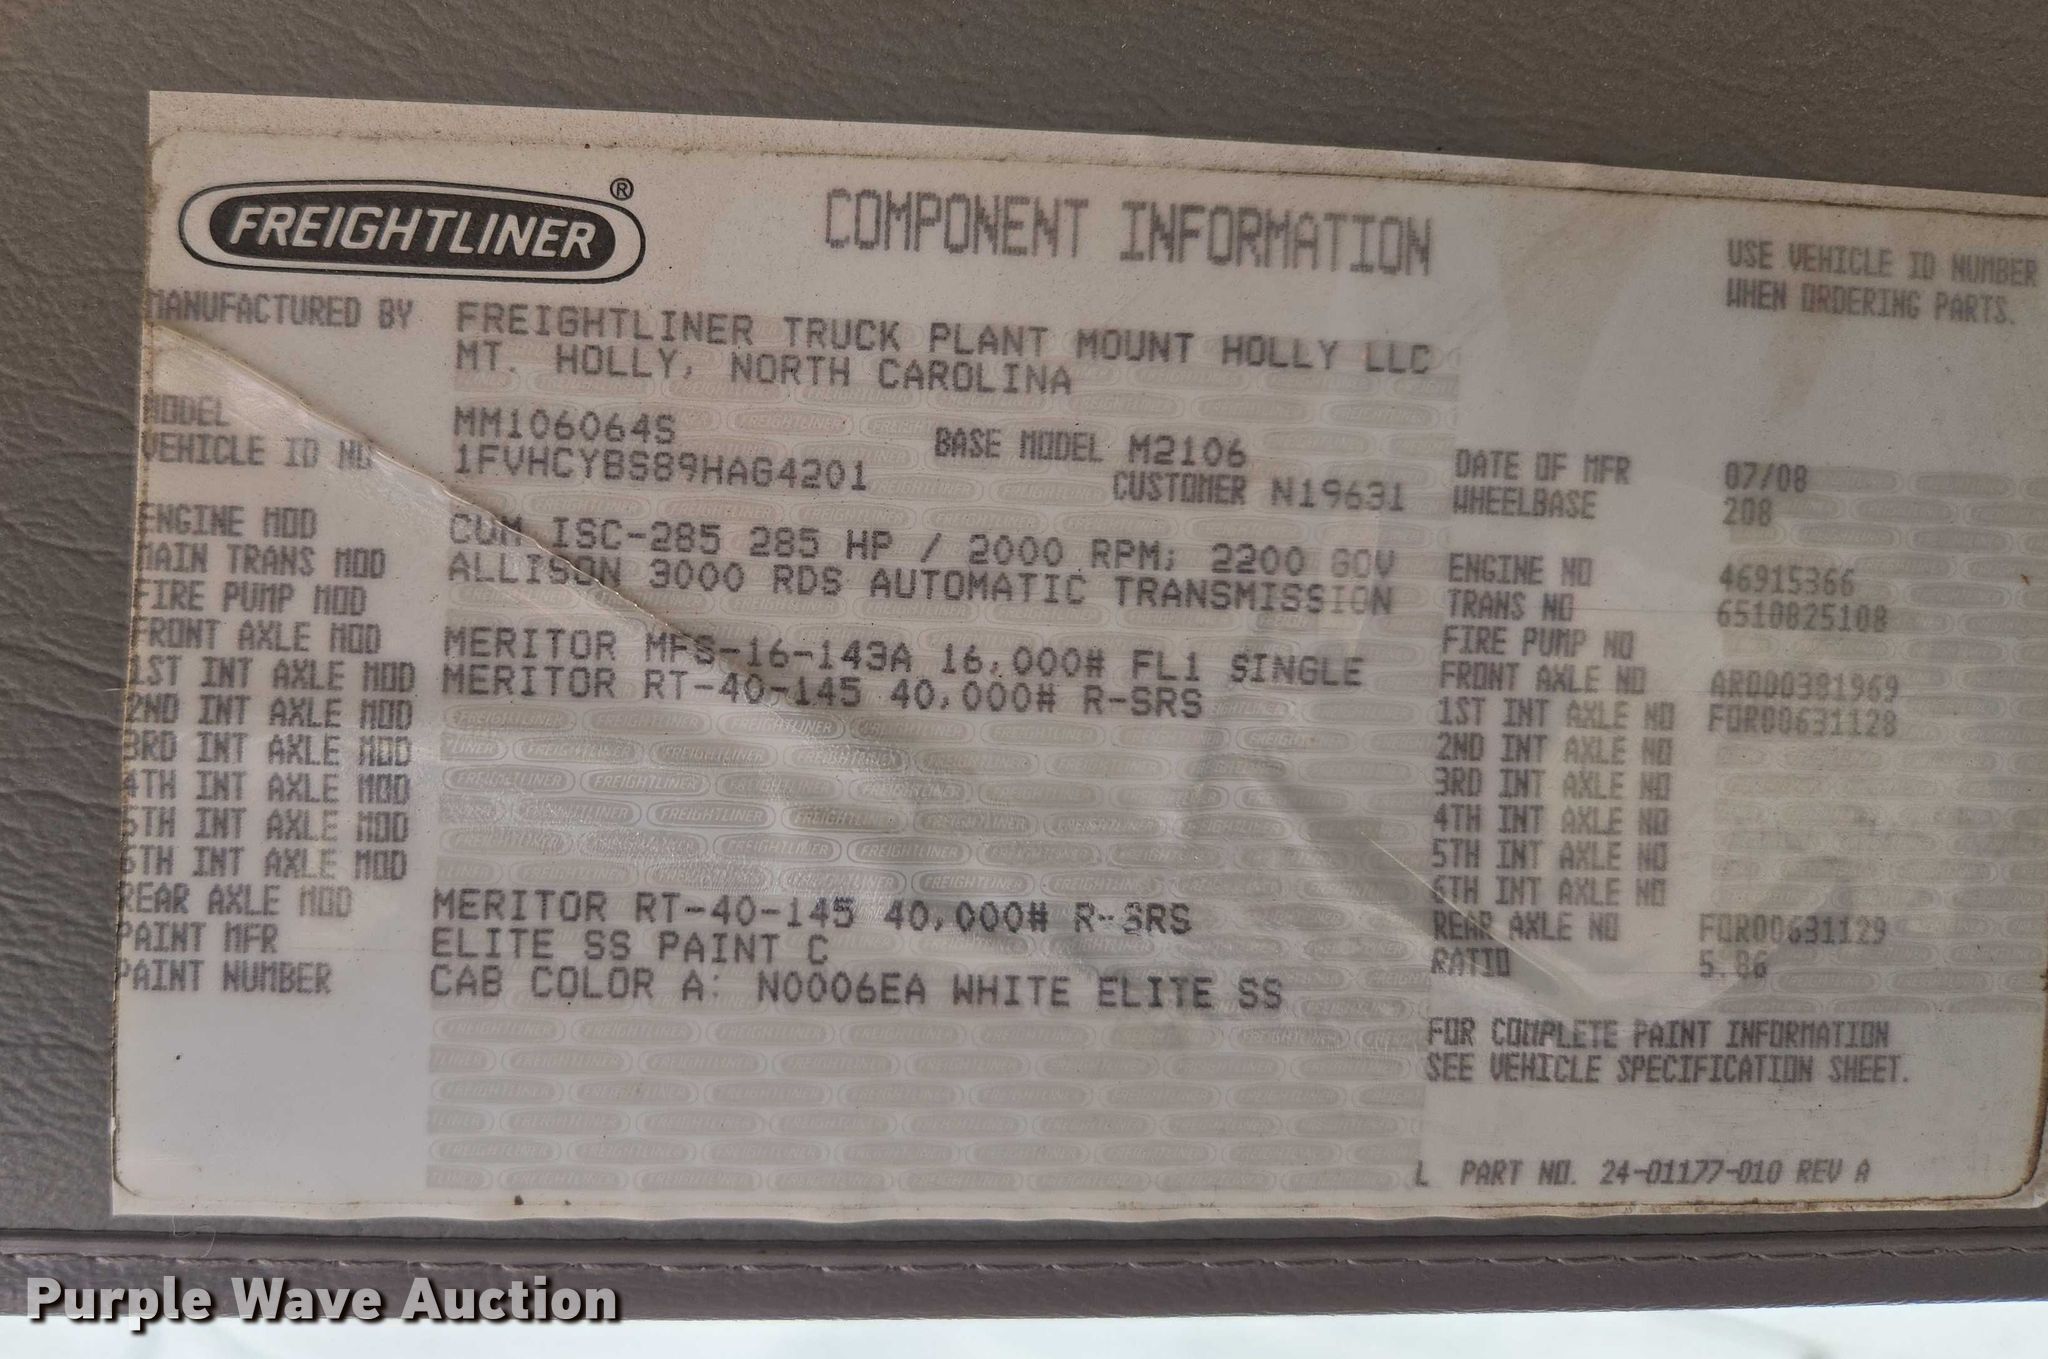 FREIGHTLINER ®
COMPONENT INFORMATION
USE VEHICLE ID NUMBER
WHEN ORDERING PARTS.
MANUFACTURED BY FREIGHTLINER TRUCK PLANT MOUNT HOLLY LLC
MT. HOLLY, NORTH CAROLINA
MODEL MM106064S BASE MODEL M2106 DATE OF MFR 07/08
VEHICLE ID NO 1FVHCYBS89HAG4201 CUSTOMER N19631 WHEELBASE 208
ENGINE MOD CUM ISC-285 285 HP / 2000 RPM; 2200 GOV ENGINE NO 46915366
MAIN TRANS MOD ALLISON 3000 RDS AUTOMATIC TRANSMISSION TRANS NO 6510825108
FIRE PUMP MOD FIRE PUMP NO
FRONT AXLE MOD MERITOR MFS-16-143A 16,000# FL1 SINGLE FRONT AXLE NO ARD00381969
1ST INT AXLE MOD MERITOR RT-40-145 40,000# R-SRS 1ST INT AXLE NO FOR00631128
2ND INT AXLE MOD 2ND INT AXLE NO
3RD INT AXLE MOD 3RD INT AXLE NO
4TH INT AXLE MOD 4TH INT AXLE NO
5TH INT AXLE MOD 5TH INT AXLE NO
6TH INT AXLE MOD 6TH INT AXLE NO
REAR AXLE MOD MERITOR RT-40-145 40,000# R-SRS REAR AXLE NO FOR00631129
PAINT MFR ELITE SS PAINT C RATIO 5.86
PAINT NUMBER CAB COLOR A: N0006EA WHITE ELITE SS
FOR COMPLETE PAINT INFORMATION
SEE VEHICLE SPECIFICATION SHEET.
L PART NO. 24-01177-010 REV A
Purple Wave Auction